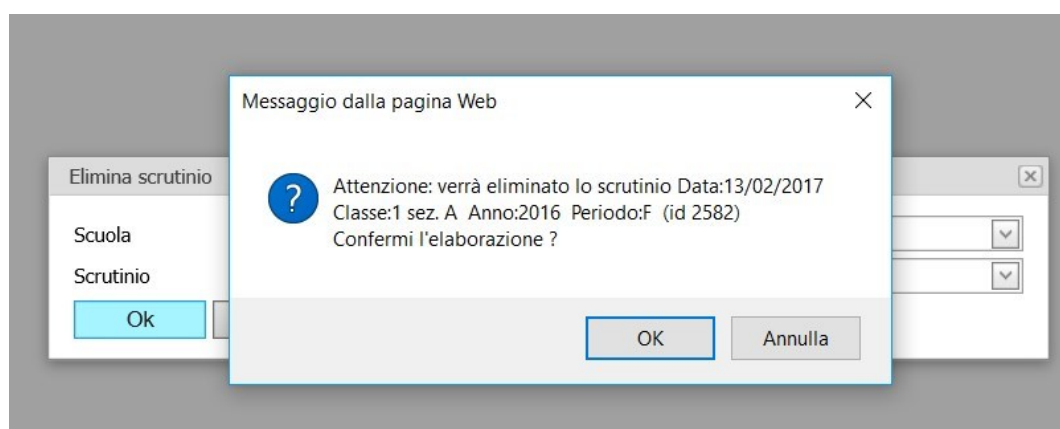 Messaggio dalla pagina Web
Elimina scrutinio
Attenzione: verrà eliminato lo scrutinio Data:13/02/2017
Classe:1 sez. A Anno:2016 Periodo:F (id 2582)
Confermi l'elaborazione ?
Scuola
Scrutinio
Ok
OK
Annulla